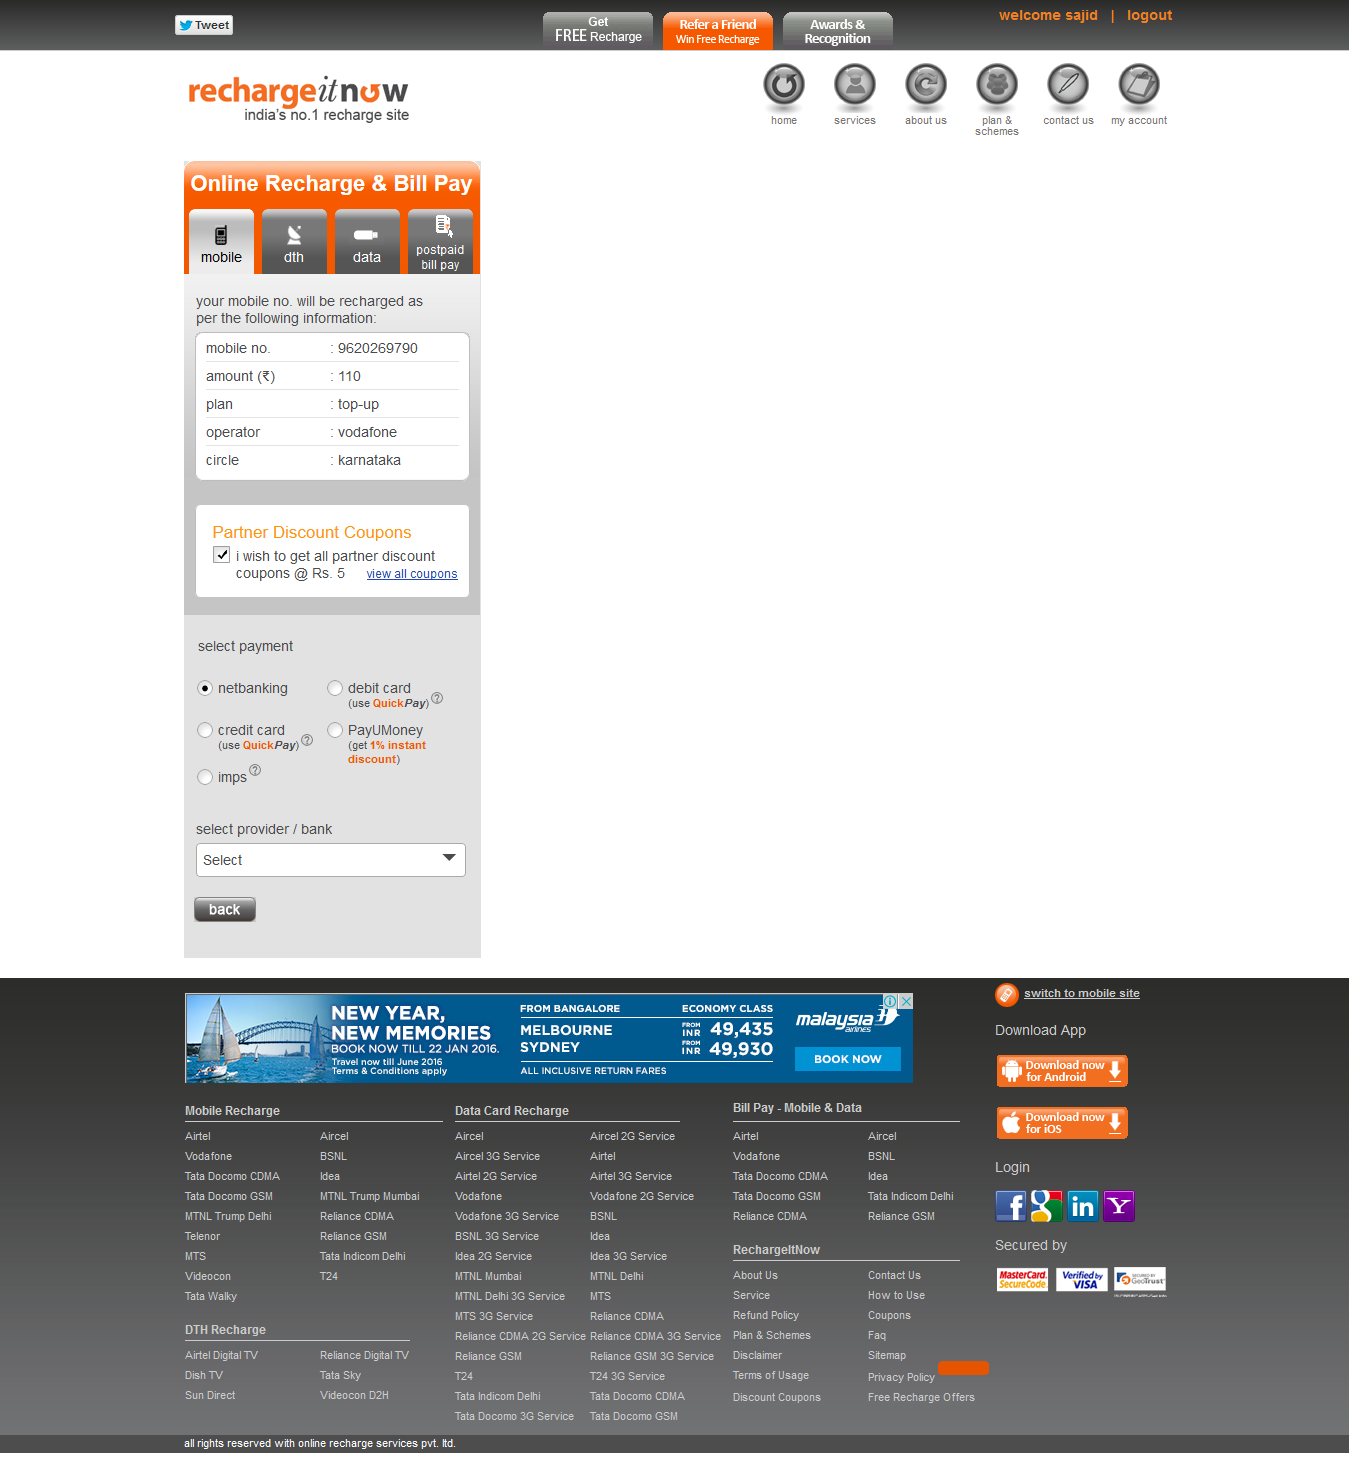 Tweet
Get
FREE Recharge
Refer a Friend
Win Free Recharge
Awards &
Recognition
welcome sajid | logout
rechargeitnow
india's no.1 recharge site
home
services
about us
plan &
schemes
contact us
my account
Online Recharge & Bill Pay
mobile
dth
data
postpaid
bill pay
your mobile no. will be recharged as
per the following information:
mobile no. : 9620269790
amount (₹) : 110
plan : top-up
operator : vodafone
circle : karnataka
Partner Discount Coupons
i wish to get all partner discount
coupons @ Rs. 5 view all coupons
select payment
netbanking
debit card
(use QuickPay) ?
credit card
(use QuickPay) ?
PayUMoney
(get 1% instant
discount)
imps ?
select provider / bank
Select
back
NEW YEAR,
NEW MEMORIES
BOOK NOW TILL 22 JAN 2016.
Travel now till June 2016
Terms & Conditions apply
FROM BANGALORE ECONOMY CLASS
MELBOURNE FROM INR 49,435
SYDNEY FROM INR 49,930
ALL INCLUSIVE RETURN FARES
malaysia
airlines
BOOK NOW
switch to mobile site
Download App
Download now
for Android
Download now
for iOS
Login
f
g
in
Y
Secured by
MasterCard.
SecureCode.
Verified by
VISA
SECURED BY
GeoTrust
Mobile Recharge
Airtel Aircel
Vodafone BSNL
Tata Docomo CDMA Idea
Tata Docomo GSM MTNL Trump Mumbai
MTNL Trump Delhi Reliance CDMA
Telenor Reliance GSM
MTS Tata Indicom Delhi
Videocon T24
Tata Walky
DTH Recharge
Airtel Digital TV Reliance Digital TV
Dish TV Tata Sky
Sun Direct Videocon D2H
Data Card Recharge
Aircel Aircel 2G Service
Aircel 3G Service Airtel
Airtel 2G Service Airtel 3G Service
Vodafone Vodafone 2G Service
Vodafone 3G Service BSNL
BSNL 3G Service Idea
Idea 2G Service Idea 3G Service
MTNL Mumbai MTNL Delhi
MTNL Delhi 3G Service MTS
MTS 3G Service Reliance CDMA
Reliance CDMA 2G Service Reliance CDMA 3G Service
Reliance GSM Reliance GSM 3G Service
T24 T24 3G Service
Tata Indicom Delhi Tata Docomo CDMA
Tata Docomo 3G Service Tata Docomo GSM
Bill Pay - Mobile & Data
Airtel Aircel
Vodafone BSNL
Tata Docomo CDMA Idea
Tata Docomo GSM Tata Indicom Delhi
Reliance CDMA Reliance GSM
RechargeItNow
About Us Contact Us
Service How to Use
Refund Policy Coupons
Plan & Schemes Faq
Disclaimer Sitemap
Terms of Usage Privacy Policy
Discount Coupons Free Recharge Offers
all rights reserved with online recharge services pvt. ltd.